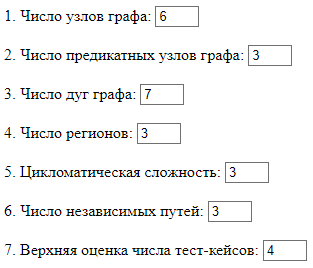 1. Число узлов графа: 6
2. Число предикатных узлов графа: 3
3. Число дуг графа: 7
4. Число регионов: 3
5. Цикломатическая сложность: 3
6. Число независимых путей: 3
7. Верхняя оценка числа тест-кейсов: 4